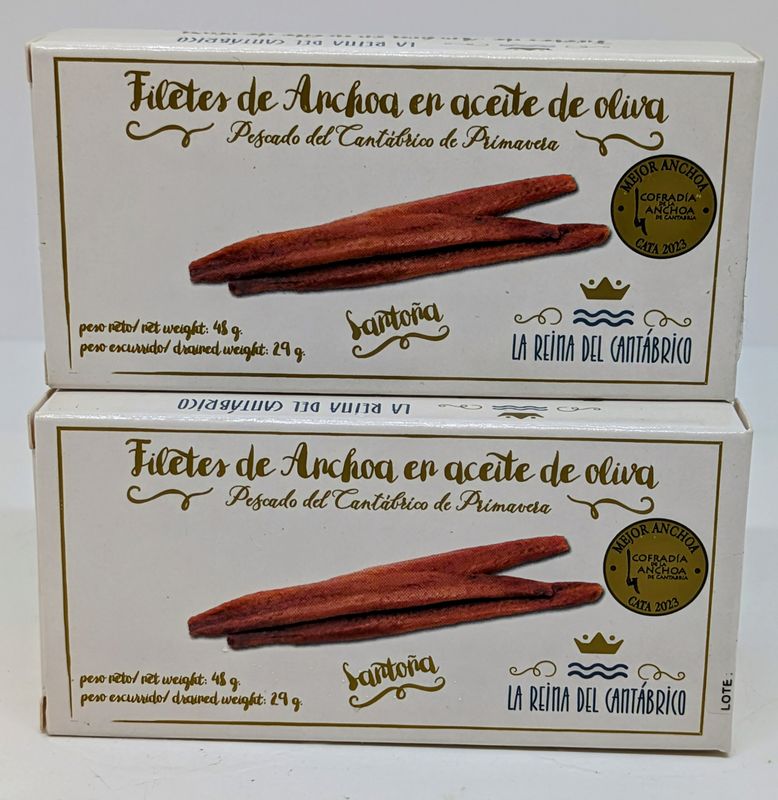 LA REINA DEL CANTÁBRICO
Filetes de Anchoa en aceite de oliva
Pescado del Cantábrico de Primavera
MEJOR ANCHOA
COFRADÍA
DE LA
ANCHOA
DE CANTABRIA
CATA 2023
Santoña
peso neto/ net weight: 48 g.
peso escurrido/ drained weight: 29 g.
LA REINA DEL CANTÁBRICO
LA REINA DEL CANTÁBRICO
Filetes de Anchoa en aceite de oliva
Pescado del Cantábrico de Primavera
MEJOR ANCHOA
COFRADÍA
DE LA
ANCHOA
DE CANTABRIA
CATA 2023
Santoña
peso neto/ net weight: 48 g.
peso escurrido/ drained weight: 29 g.
LA REINA DEL CANTÁBRICO
LOTE: